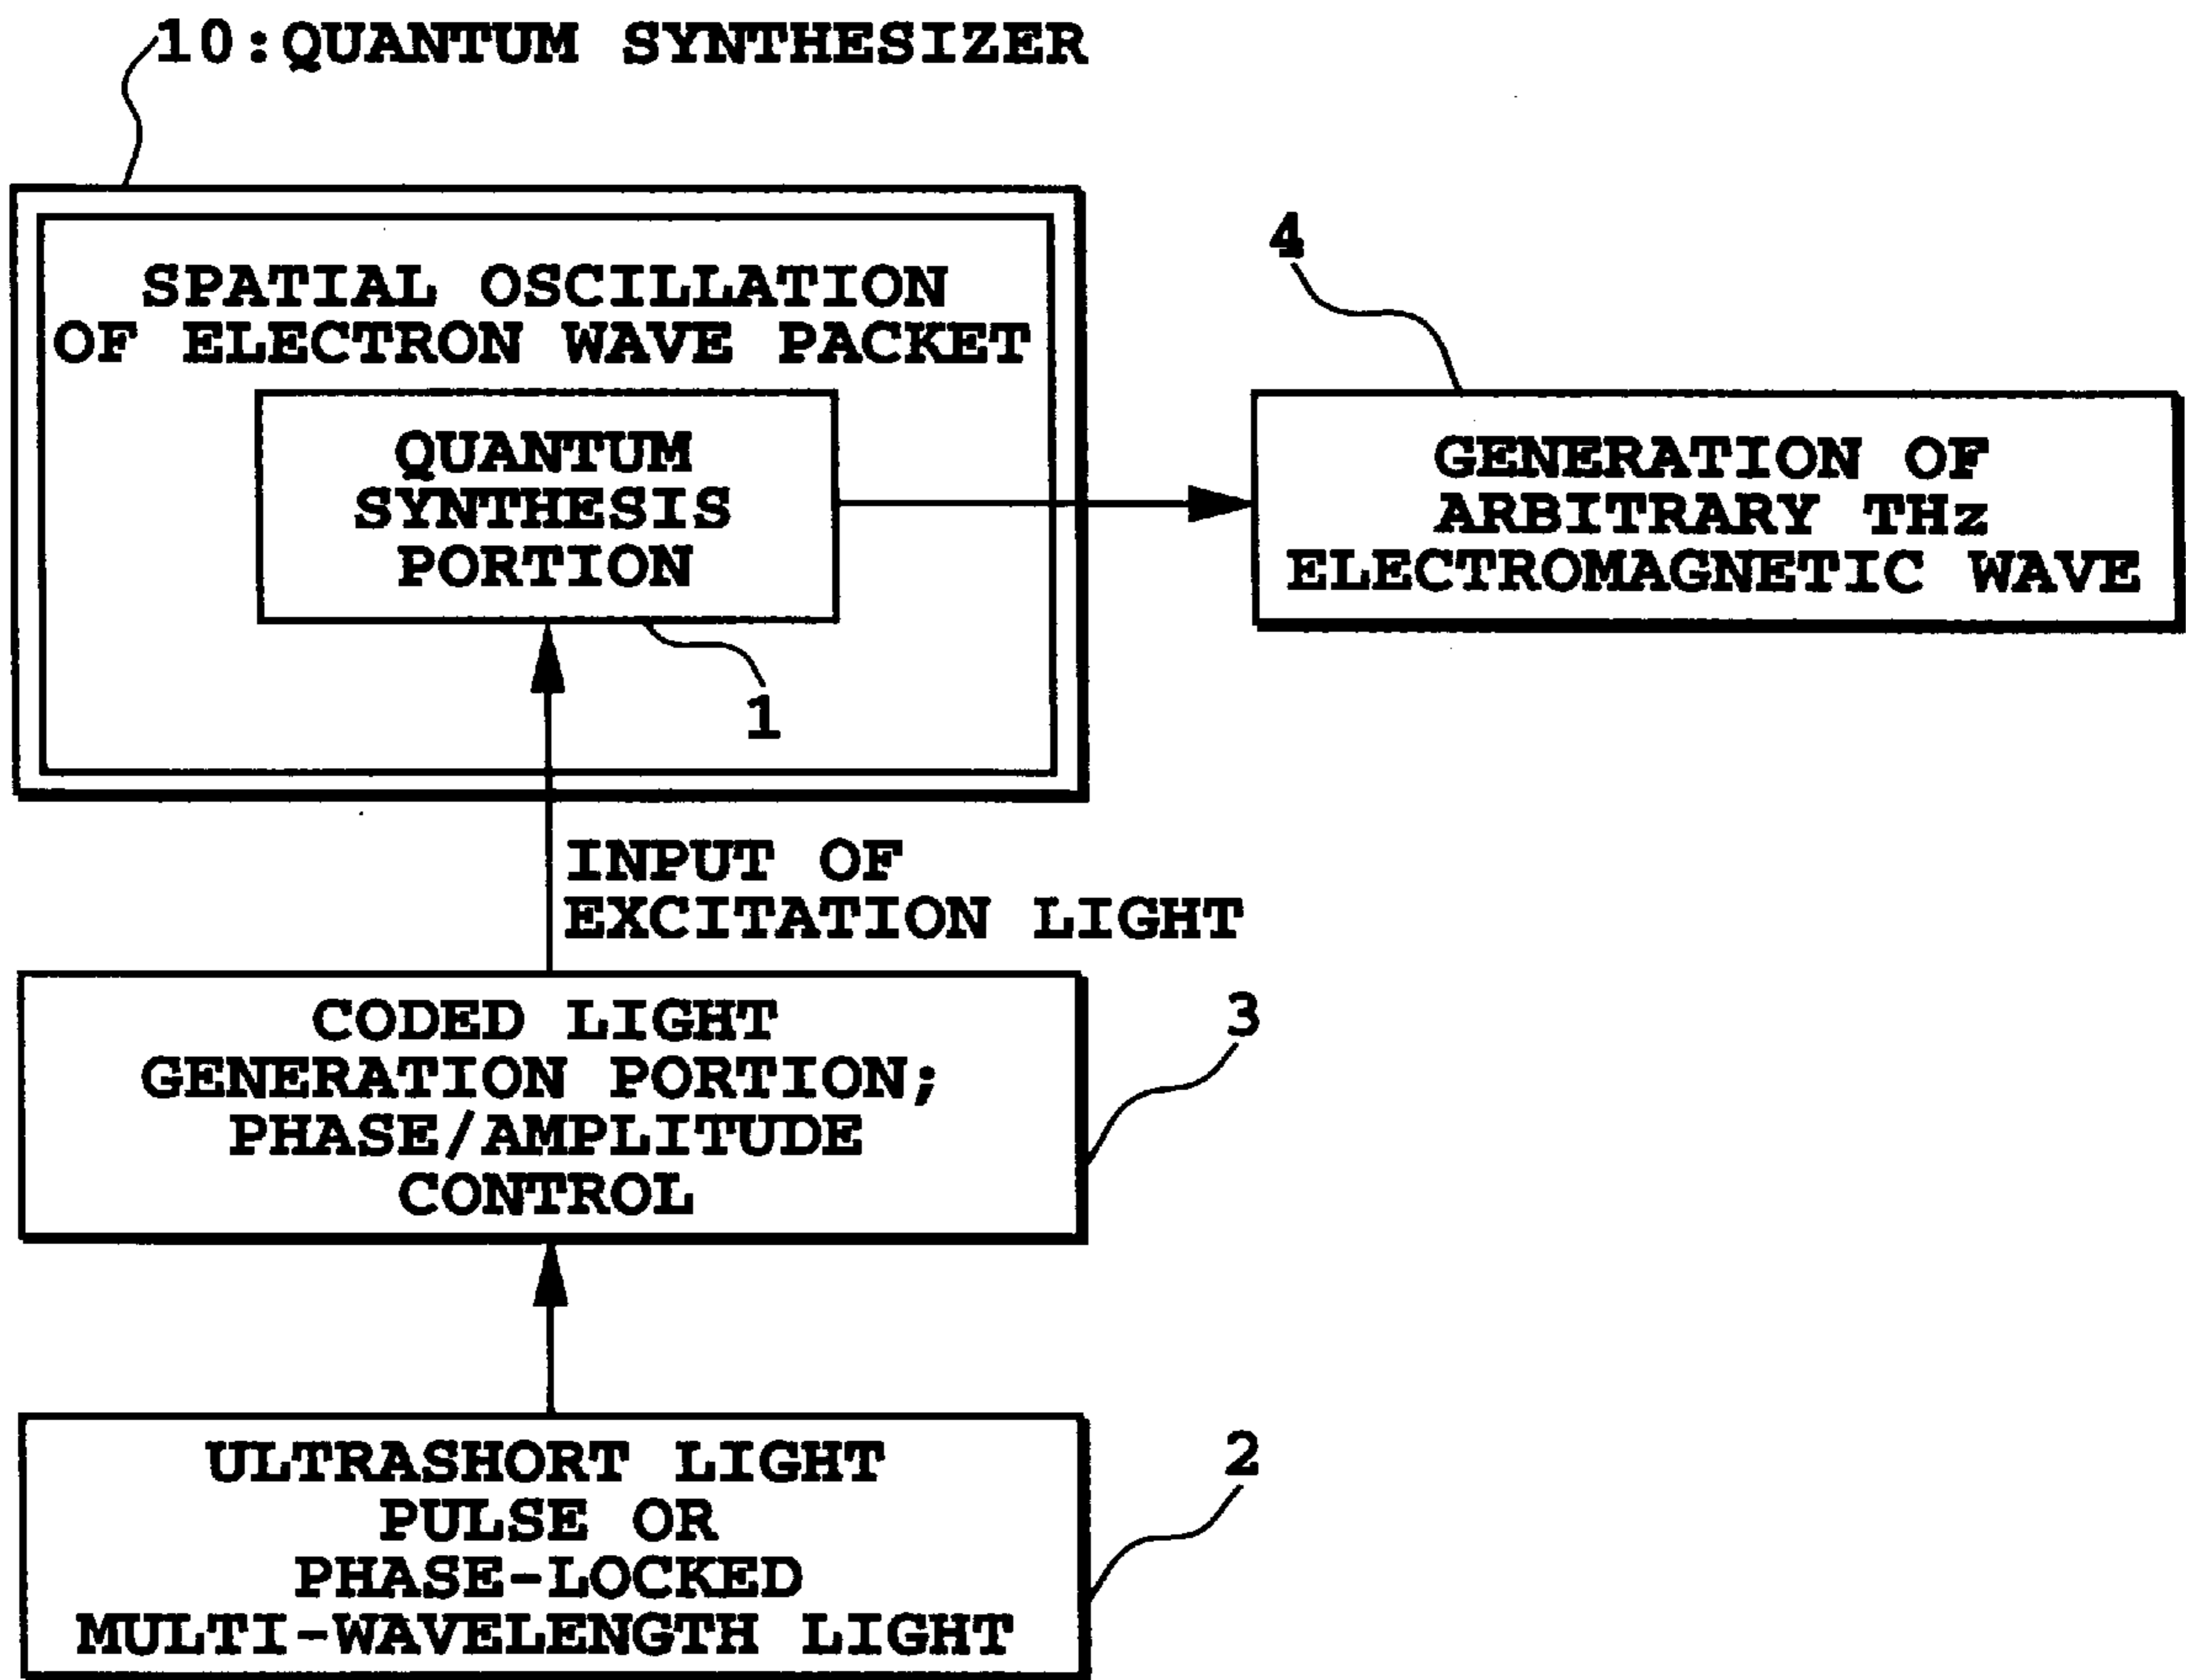 10:QUANTUM SYNTHESIZER
SPATIAL OSCILLATION
OF ELECTRON WAVE PACKET
QUANTUM
SYNTHESIS
PORTION
1
4
GENERATION OF
ARBITRARY THz
ELECTROMAGNETIC WAVE
INPUT OF
EXCITATION LIGHT
CODED LIGHT
GENERATION PORTION;
PHASE/AMPLITUDE
CONTROL
3
ULTRASHORT LIGHT
PULSE OR
PHASE-LOCKED
MULTI-WAVELENGTH LIGHT
2